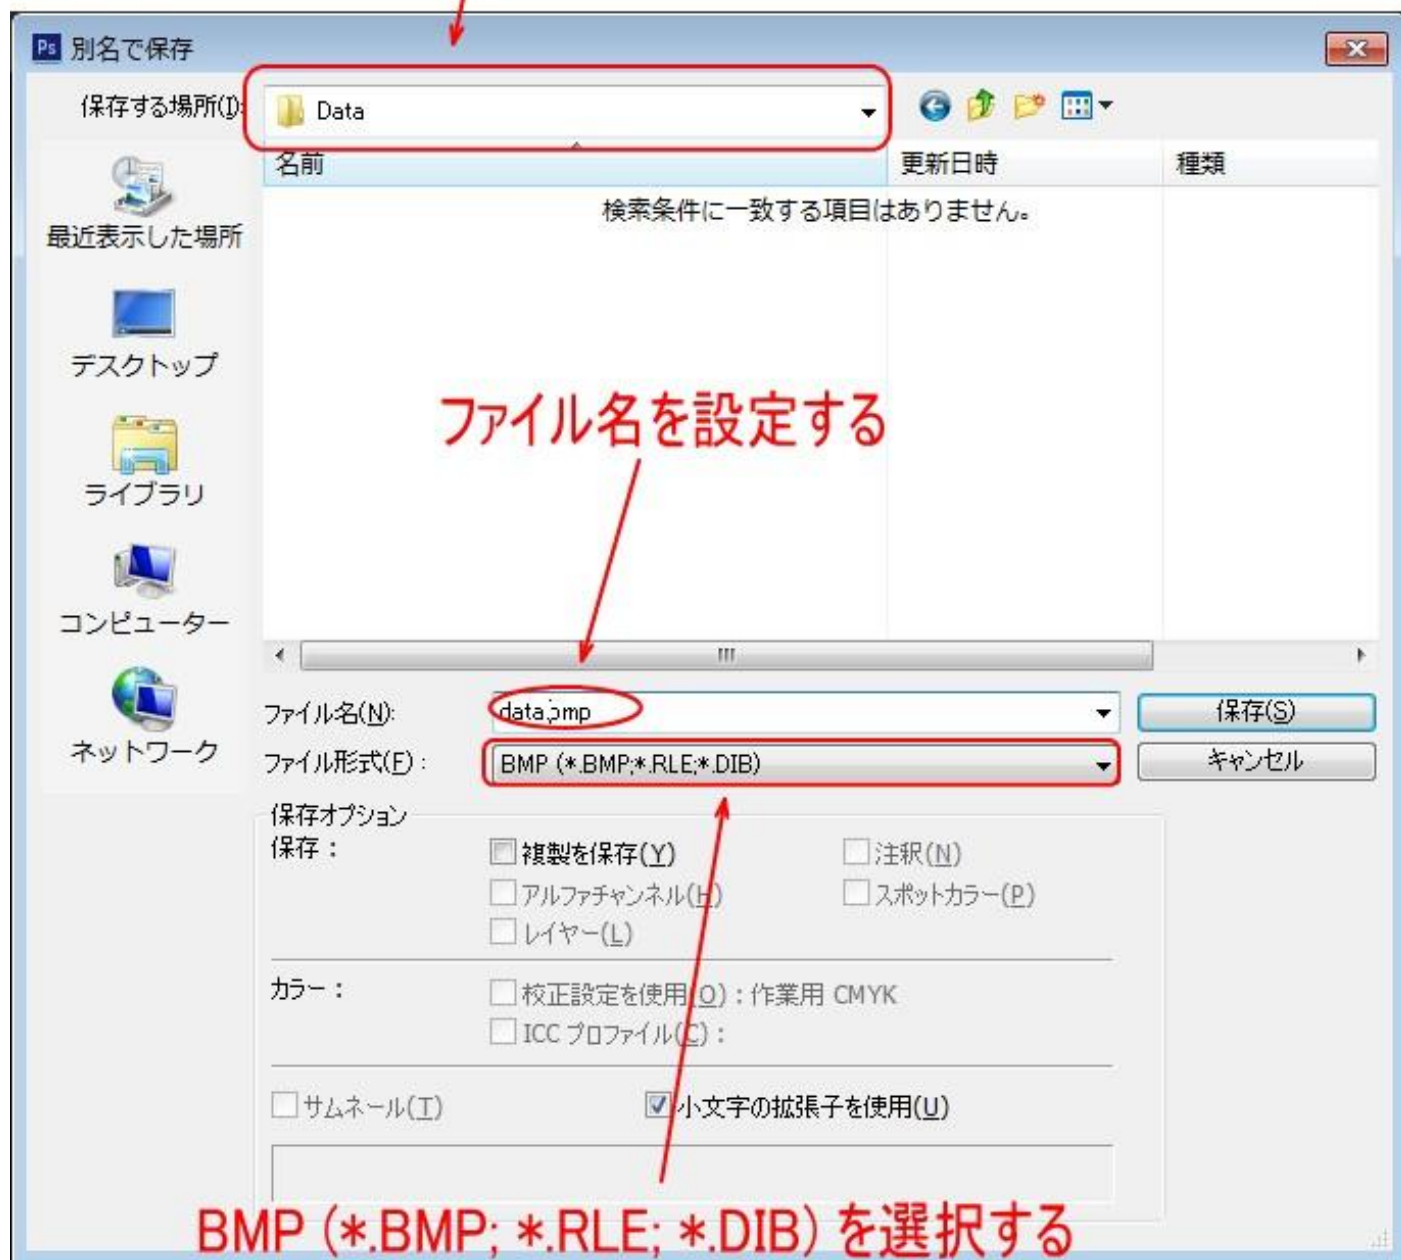 Ps 別名で保存
保存する場所(I):
Data
名前 更新日時 種類
検索条件に一致する項目はありません。
最近表示した場所
デスクトップ
ライブラリ
コンピューター
ネットワーク
ファイル名を設定する
ファイル名(N): data.bmp 保存(S)
ファイル形式(F): BMP (*.BMP;*.RLE;*.DIB) キャンセル
保存オプション
保存: 複製を保存(Y) 注釈(N)
アルファチャンネル(H) スポットカラー(P)
レイヤー(L)
カラー: 校正設定を使用(O):作業用 CMYK
ICC プロファイル(C):
サムネール(T) 小文字の拡張子を使用(U)
BMP (*.BMP; *.RLE; *.DIB) を選択する